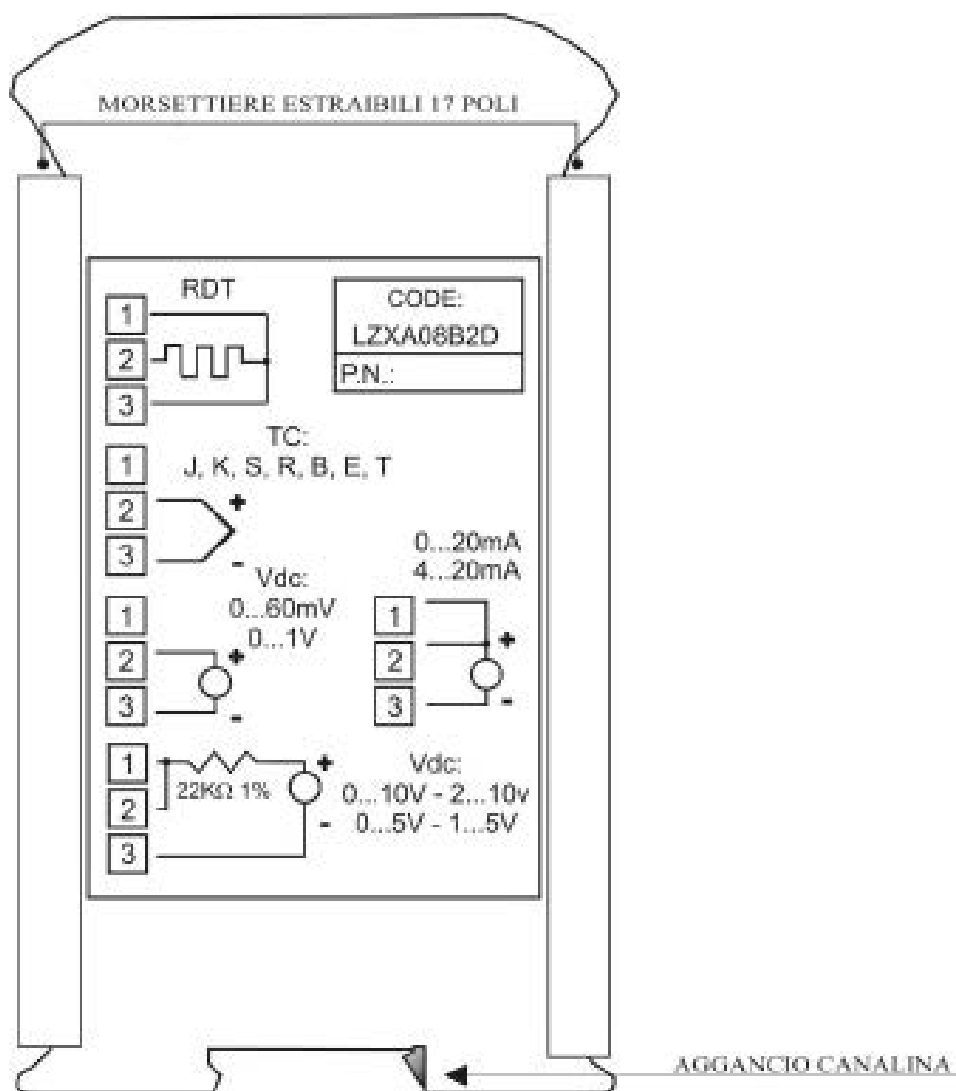 MORSETTIERE ESTRAIBILI 17 POLI
RDT
1
2
3
CODE:
LZXA08B2D
P.N.:
TC:
J, K, S, R, B, E, T
1
2
3
+
-
Vdc:
0...60mV
0...1V
1
2
3
+
-
0...20mA
4...20mA
1
2
3
+
-
1
2
3
22KΩ 1%
+
-
Vdc:
0...10V - 2...10v
0...5V - 1...5V
AGGANCIO CANALINA